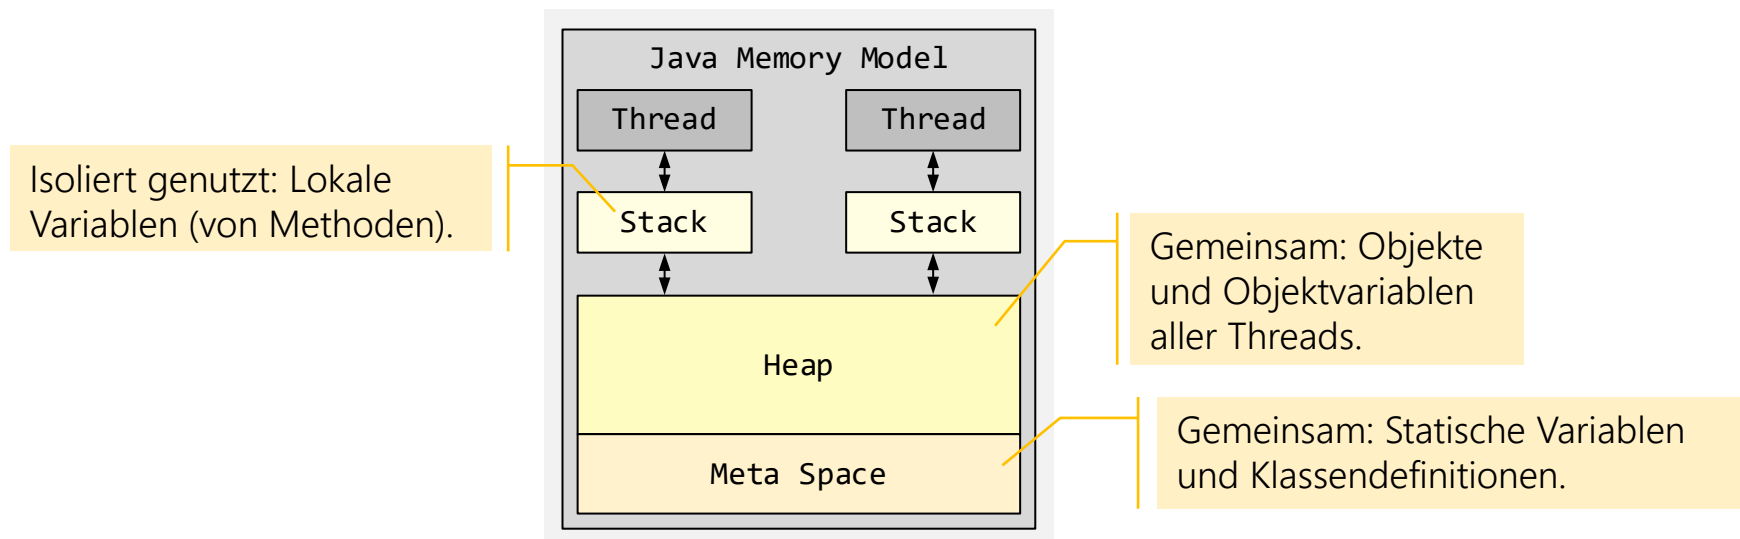 Java Memory Model
Thread
Thread
Isoliert genutzt: Lokale
Variablen (von Methoden).
Stack
Stack
Gemeinsam: Objekte
und Objektvariablen
aller Threads.
Heap
Gemeinsam: Statische Variablen
und Klassendefinitionen.
Meta Space